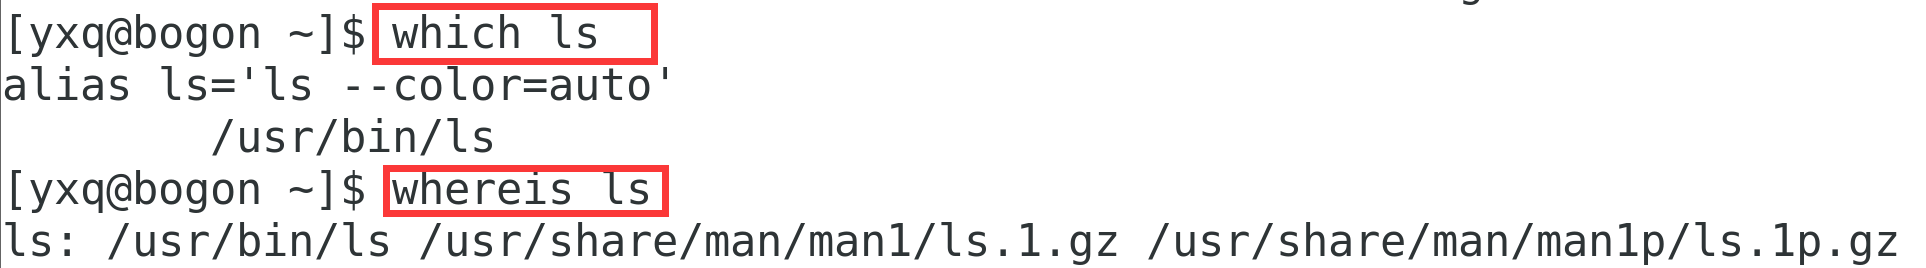 [yxq@bogon ~]$ which ls
alias ls='ls --color=auto'
        /usr/bin/ls
[yxq@bogon ~]$ whereis ls
ls: /usr/bin/ls /usr/share/man/man1/ls.1.gz /usr/share/man/man1p/ls.1p.gz